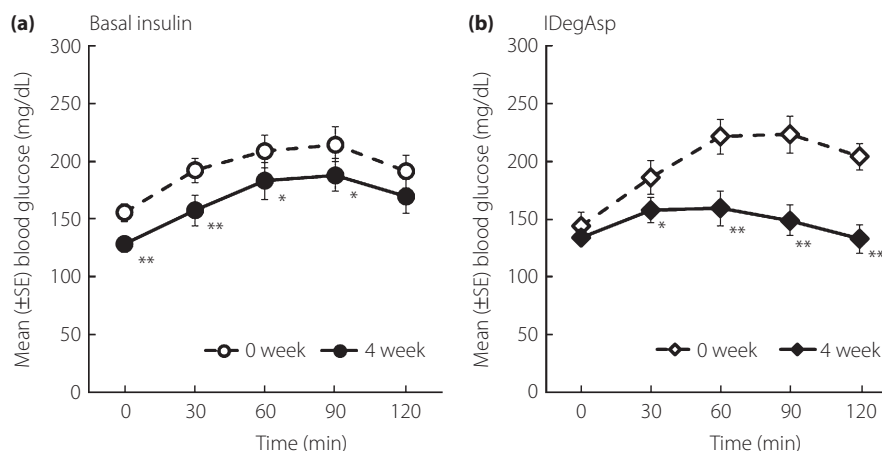 (a) Basal insulin
Mean (±SE) blood glucose (mg/dL)
300
250
200
150
100
50
0
** ** * *
0 week 4 week
0 30 60 90 120
Time (min)
(b) IDegAsp
Mean (±SE) blood glucose (mg/dL)
300
250
200
150
100
50
0
* ** ** **
0 week 4 week
0 30 60 90 120
Time (min)